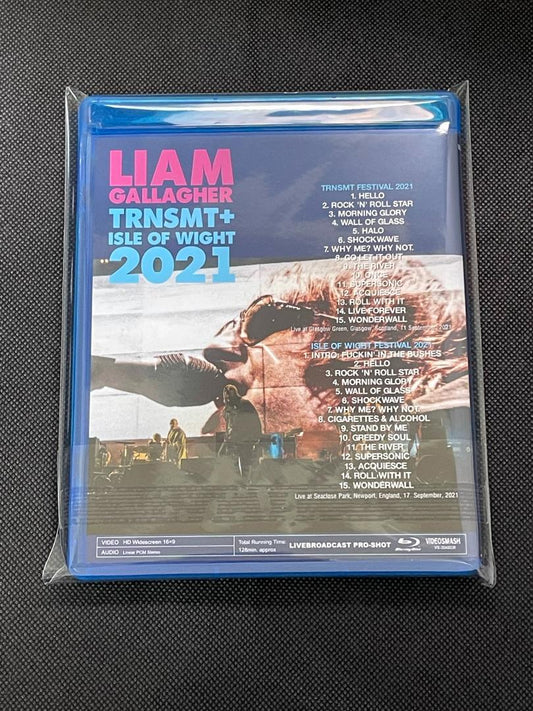 LIAM
GALLAGHER
TRNSMT+
ISLE OF WIGHT
2021
TRNSMT FESTIVAL 2021
1. HELLO
2. ROCK 'N' ROLL STAR
3. MORNING GLORY
4. WALL OF GLASS
5. HALO
6. SHOCKWAVE
7. WHY ME? WHY NOT.
8. GO LET IT OUT
9. THE RIVER
10. ONCE
11. SUPERSONIC
12. ACQUIESCE
13. ROLL WITH IT
14. LIVE FOREVER
15. WONDERWALL
Live at Glasgow Green, Glasgow, Scotland, 11 September, 2021
ISLE OF WIGHT FESTIVAL 2021
1. INTRO: FUCKIN' IN THE BUSHES
2. HELLO
3. ROCK 'N' ROLL STAR
4. MORNING GLORY
5. WALL OF GLASS
6. SHOCKWAVE
7. WHY ME? WHY NOT.
8. CIGARETTES & ALCOHOL
9. STAND BY ME
10. GREEDY SOUL
11. THE RIVER
12. SUPERSONIC
13. ACQUIESCE
14. ROLL WITH IT
15. WONDERWALL
Live at Seaclose Park, Newport, England, 17. September, 2021
VIDEO HD Widescreen 16×9
AUDIO Linear PCM Stereo
Total Running Time:
126min. approx
LIVEBROADCAST PRO-SHOT
Blu-ray Disc
VIDEOSMASH